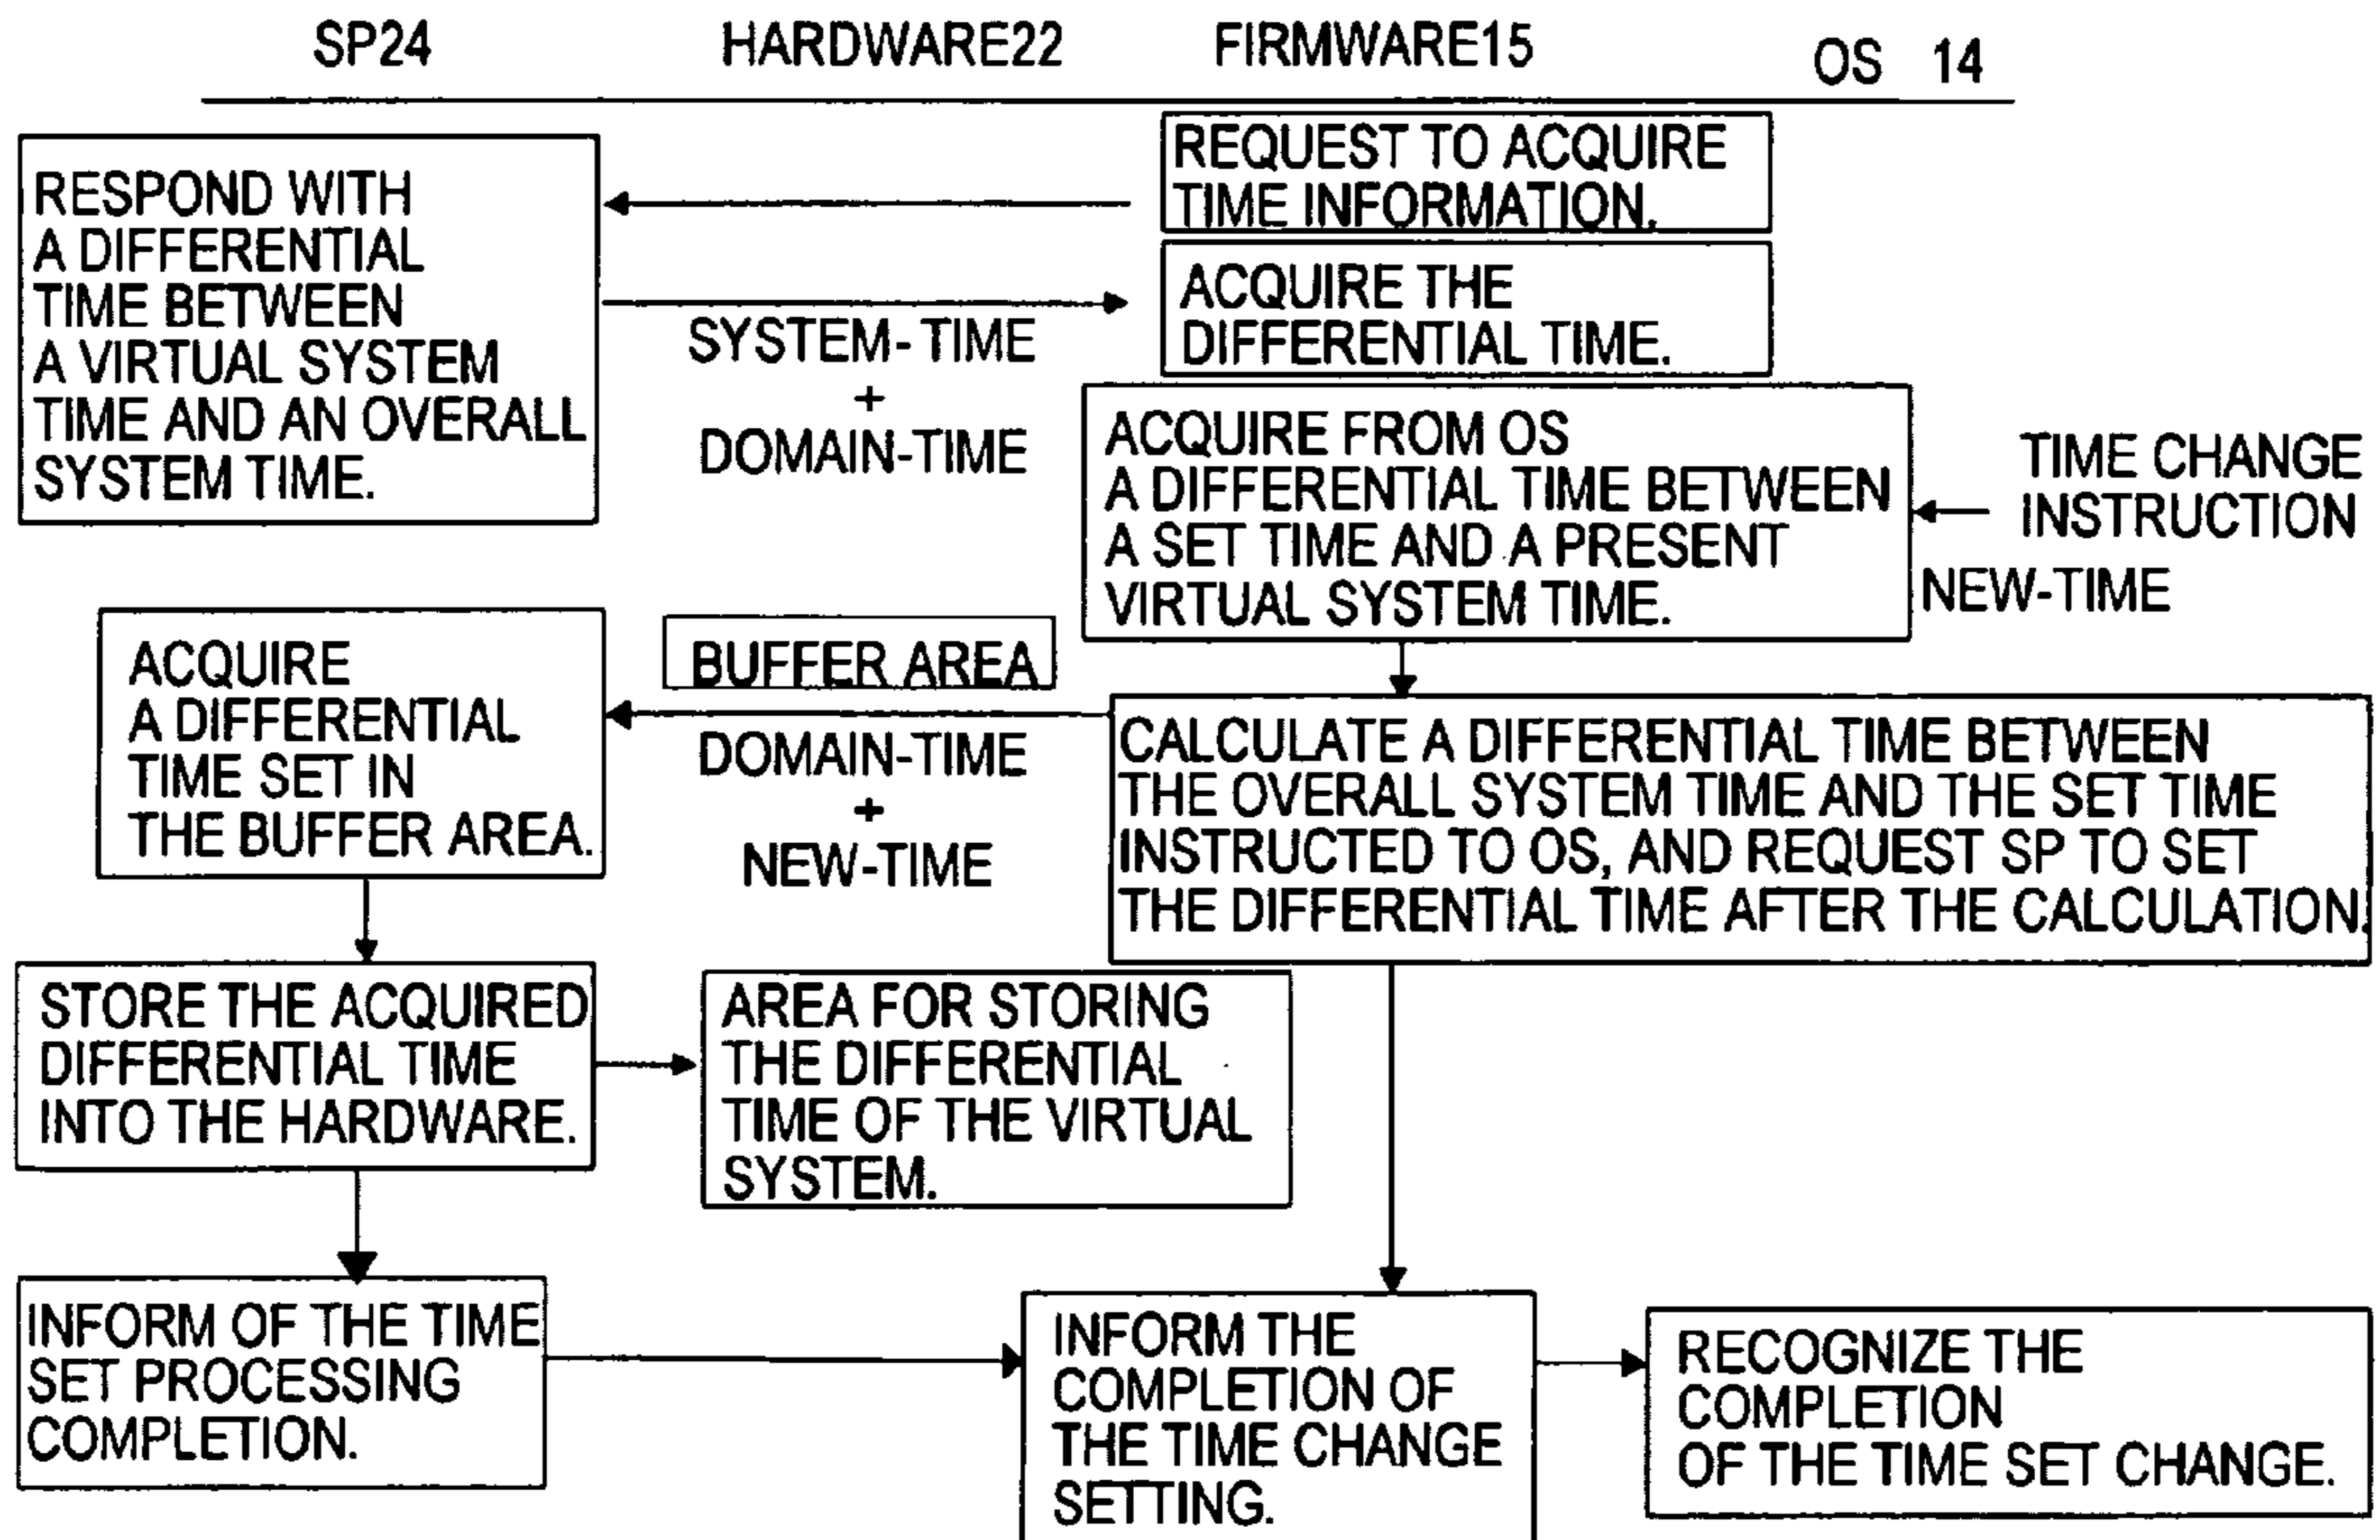 SP24
HARDWARE22
FIRMWARE15
OS 14
REQUEST TO ACQUIRE
TIME INFORMATION.
RESPOND WITH
A DIFFERENTIAL
TIME BETWEEN
A VIRTUAL SYSTEM
TIME AND AN OVERALL
SYSTEM TIME.
SYSTEM-TIME
+
DOMAIN-TIME
ACQUIRE THE
DIFFERENTIAL TIME.
ACQUIRE FROM OS
A DIFFERENTIAL TIME BETWEEN
A SET TIME AND A PRESENT
VIRTUAL SYSTEM TIME.
TIME CHANGE
INSTRUCTION
NEW-TIME
ACQUIRE
A DIFFERENTIAL
TIME SET IN
THE BUFFER AREA.
BUFFER AREA
DOMAIN-TIME
+
NEW-TIME
CALCULATE A DIFFERENTIAL TIME BETWEEN
THE OVERALL SYSTEM TIME AND THE SET TIME
INSTRUCTED TO OS, AND REQUEST SP TO SET
THE DIFFERENTIAL TIME AFTER THE CALCULATION.
STORE THE ACQUIRED
DIFFERENTIAL TIME
INTO THE HARDWARE.
AREA FOR STORING
THE DIFFERENTIAL
TIME OF THE VIRTUAL
SYSTEM.
INFORM OF THE TIME
SET PROCESSING
COMPLETION.
INFORM THE
COMPLETION OF
THE TIME CHANGE
SETTING.
RECOGNIZE THE
COMPLETION
OF THE TIME SET CHANGE.